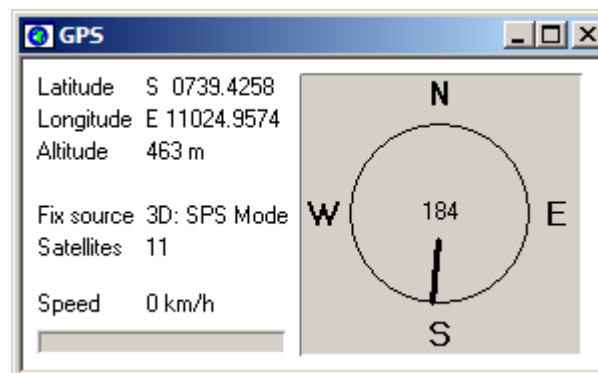 GPS
Latitude S 0739.4258
Longitude E 11024.9574
Altitude 463 m
Fix source 3D: SPS Mode
Satellites 11
Speed 0 km/h
N
W 184 E
S